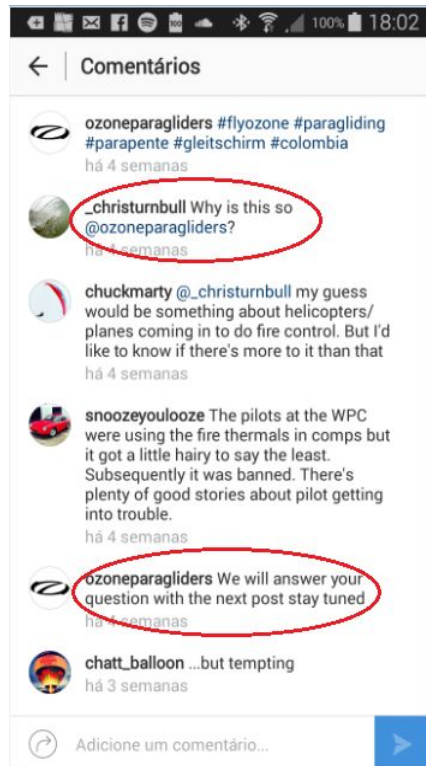 100% 18:02
Comentários
ozoneparagliders #flyozone #paragliding
#parapente #gleitschirm #colombia
há 4 semanas
_christurnbull Why is this so
@ozoneparagliders?
há 4 semanas
chuckmarty @_christurnbull my guess
would be something about helicopters/
planes coming in to do fire control. But I'd
like to know if there's more to it than that
há 4 semanas
snoozeyoulooze The pilots at the WPC
were using the fire thermals in comps but
it got a little hairy to say the least.
Subsequently it was banned. There's
plenty of good stories about pilot getting
into trouble.
há 4 semanas
ozoneparagliders We will answer your
question with the next post stay tuned
há 4 semanas
chatt_balloon ...but tempting
há 3 semanas
Adicione um comentário...